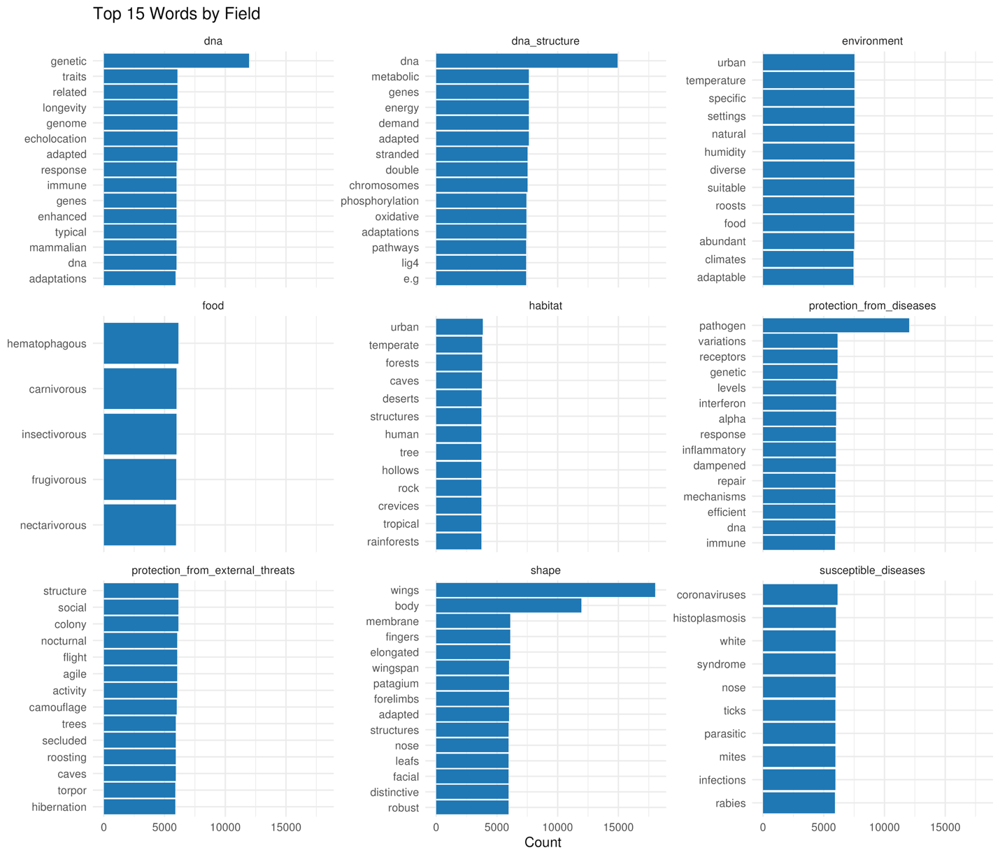 Top 15 Words by Field
dna
genetic
traits
related
longevity
genome
echolocation
adapted
response
immune
genes
enhanced
typical
mammalian
dna
adaptations
dna_structure
dna
metabolic
genes
energy
demand
adapted
stranded
double
chromosomes
phosphorylation
oxidative
adaptations
pathways
lig4
e.g
environment
urban
temperature
specific
settings
natural
humidity
diverse
suitable
roosts
food
abundant
climates
adaptable
food
hematophagous
carnivorous
insectivorous
frugivorous
nectarivorous
habitat
urban
temperate
forests
caves
deserts
structures
human
tree
hollows
rock
crevices
tropical
rainforests
protection_from_diseases
pathogen
variations
receptors
genetic
levels
interferon
alpha
response
inflammatory
dampened
repair
mechanisms
efficient
dna
immune
protection_from_external_threats
structure
social
colony
nocturnal
flight
agile
activity
camouflage
trees
secluded
roosting
caves
torpor
hibernation
0 5000 10000 15000
shape
wings
body
membrane
fingers
elongated
wingspan
patagium
forelimbs
adapted
structures
nose
leafs
facial
distinctive
robust
0 5000 10000 15000
susceptible_diseases
coronaviruses
histoplasmosis
white
syndrome
nose
ticks
parasitic
mites
infections
rabies
0 5000 10000 15000
Count